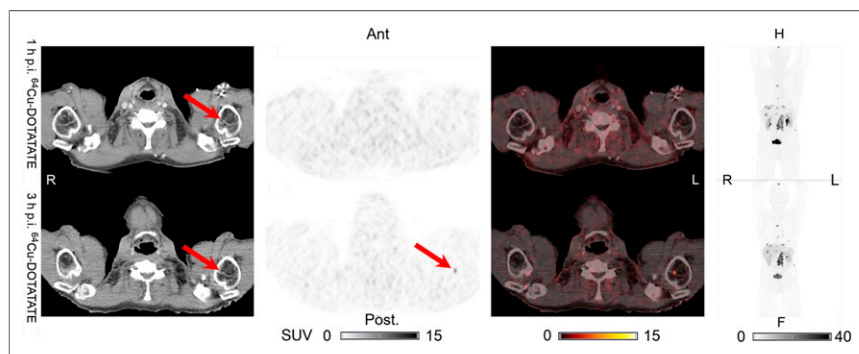 Ant
H
1 h p.i. ⁶⁴Cu-DOTATATE
R
L
R
L
3 h p.i. ⁶⁴Cu-DOTATATE
Post.
F
SUV 0 15
0 15
0 40